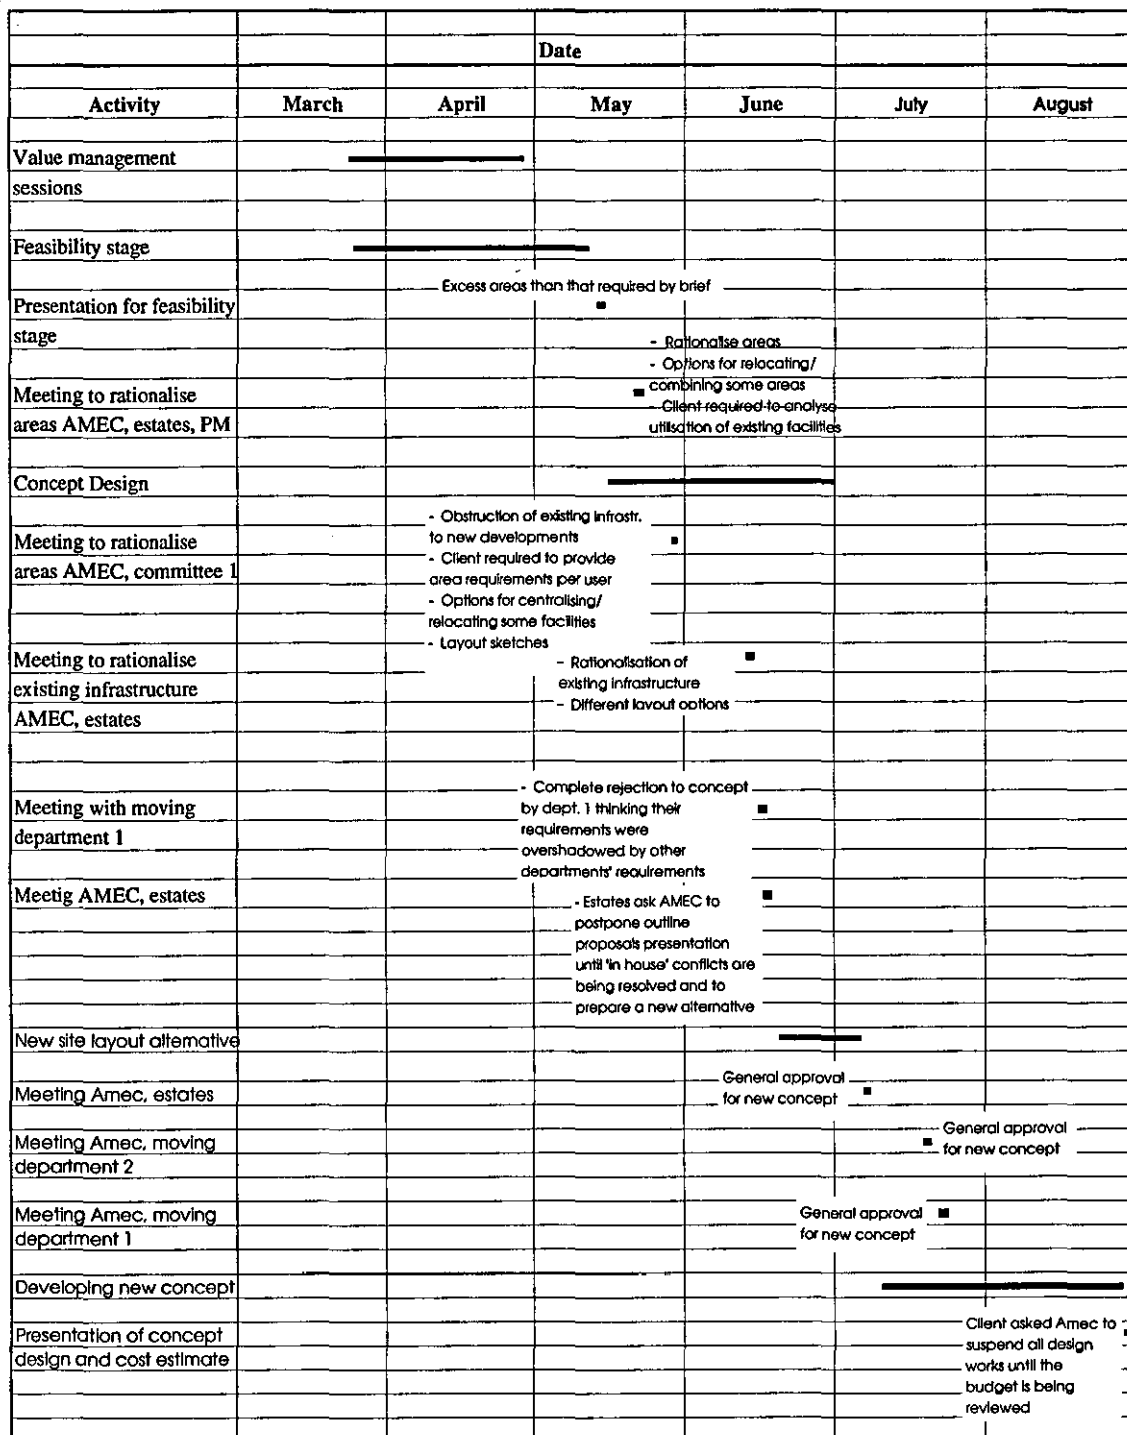 Date
Activity March April May June July August
Value management
sessions
Feasibility stage
Excess areas than that required by brief
Presentation for feasibility
stage
- Rationalise areas
- Options for relocating/
combining some areas
- Client required to analyse
utilisation of existing facilities
Meeting to rationalise
areas AMEC, estates, PM
Concept Design
- Obstruction of existing infrastr.
to new developments
- Client required to provide
area requirements per user
- Options for centralising/
relocating some facilities
- Layout sketches
Meeting to rationalise
areas AMEC, committee 1
Meeting to rationalise
existing infrastructure
AMEC, estates
- Rationalisation of
existing infrastructure
- Different layout options
- Complete rejection to concept
by dept. 1 thinking their
requirements were
overshadowed by other
departments' requirements
Meeting with moving
department 1
Meetig AMEC, estates
- Estates ask AMEC to
postpone outline
proposals presentation
until 'in house' conflicts are
being resolved and to
prepare a new alternative
New site layout alternative
Meeting Amec, estates
General approval
for new concept
Meeting Amec, moving
department 2
General approval
for new concept
Meeting Amec, moving
department 1
General approval
for new concept
Developing new concept
Presentation of concept
design and cost estimate
Client asked Amec to
suspend all design
works until the
budget is being
reviewed